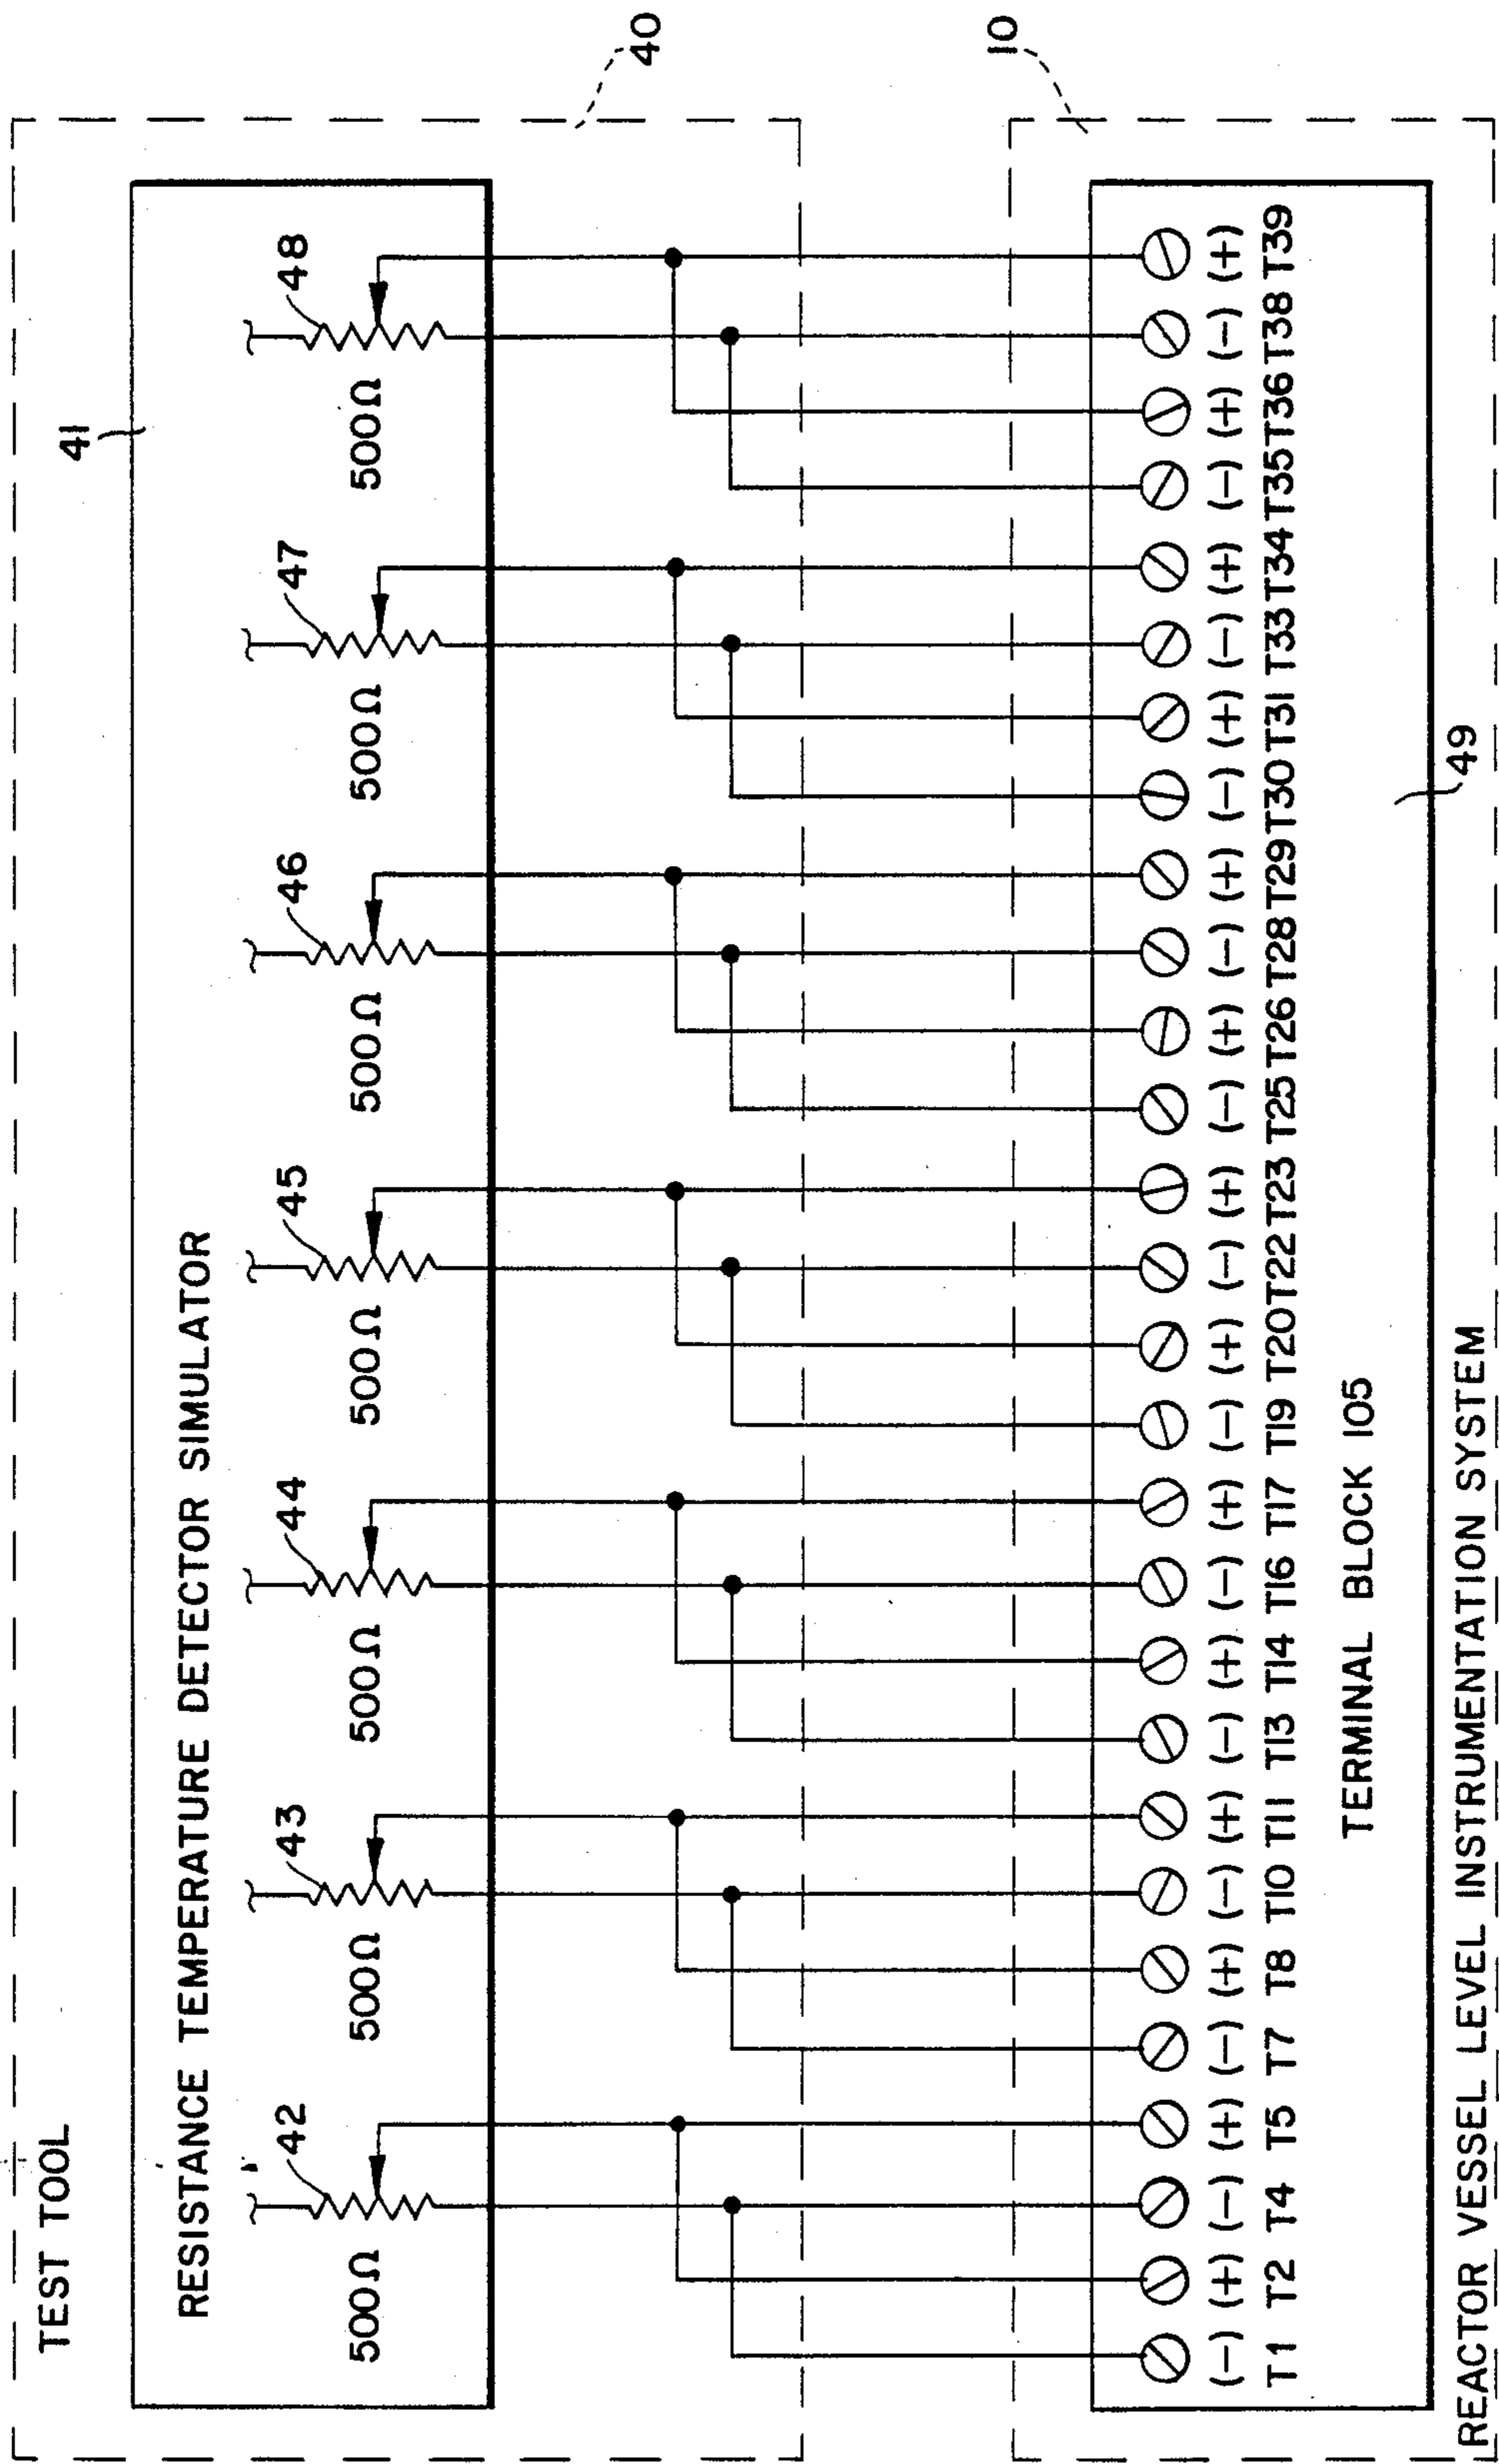 TEST TOOL
40
41
RESISTANCE TEMPERATURE DETECTOR SIMULATOR
42 43 44 45 46 47 48
500Ω 500Ω 500Ω 500Ω 500Ω 500Ω 500Ω
10
(−) (+) (−) (+) (−) (+) (−) (+) (−) (+) (−) (+) (−) (+) (−) (+) (−) (+) (−) (+) (−) (+) (−) (+) (−) (+) (−) (+)
T1 T2 T4 T5 T7 T8 T10 T11 T13 T14 T16 T17 T19 T20 T22 T23 T25 T26 T28 T29 T30 T31 T33 T34 T35 T36 T38 T39
TERMINAL BLOCK 105
49
REACTOR VESSEL LEVEL INSTRUMENTATION SYSTEM